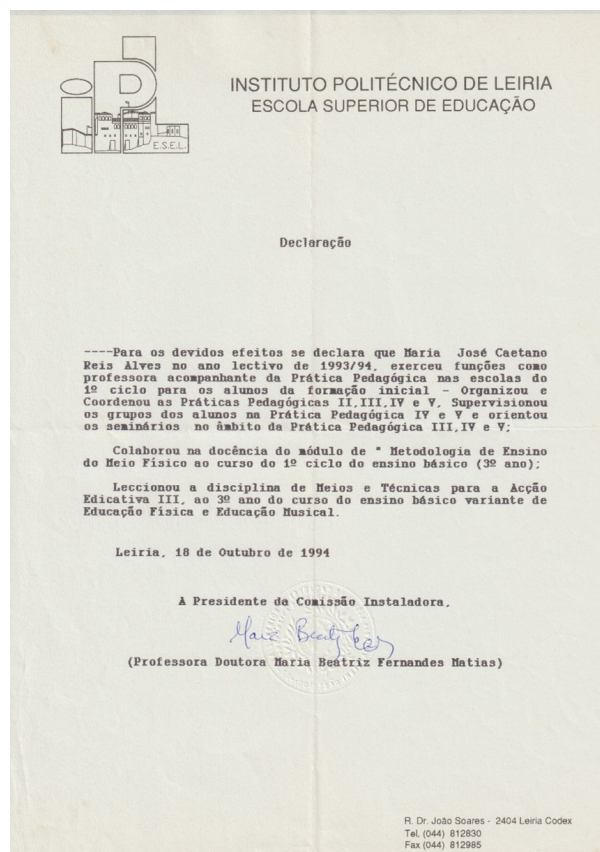 ipl
E.S.E.L.
INSTITUTO POLITÉCNICO DE LEIRIA
ESCOLA SUPERIOR DE EDUCAÇÃO
Declaração
----Para os devidos efeitos se declara que Maria José Caetano
Reis Alves no ano lectivo de 1993/94, exerceu funções como
professora acompanhante da Prática Pedagógica nas escolas do
1º ciclo para os alunos da formação inicial - Organizou e
Coordenou as Práticas Pedagógicas II,III,IV e V, Supervisionou
os grupos dos alunos na Prática Pedagógica IV e V e orientou
os seminários no âmbito da Prática Pedagógica III,IV e V;
Colaborou na docência do módulo de " Metodologia de Ensino
do Meio Físico ao curso do 1º ciclo do ensino básico (3º ano);
Leccionou a disciplina de Meios e Técnicas para a Acção
Edicativa III, ao 3º ano do curso do ensino básico variante de
Educação Física e Educação Musical.
Leiria, 18 de Outubro de 1994
A Presidente da Comissão Instaladora,
Maria Beatriz
(Professora Doutora Maria Beatriz Fernandes Matias)
R. Dr. João Soares - 2404 Leiria Codex
Tel. (044) 812830
Fax (044) 812985